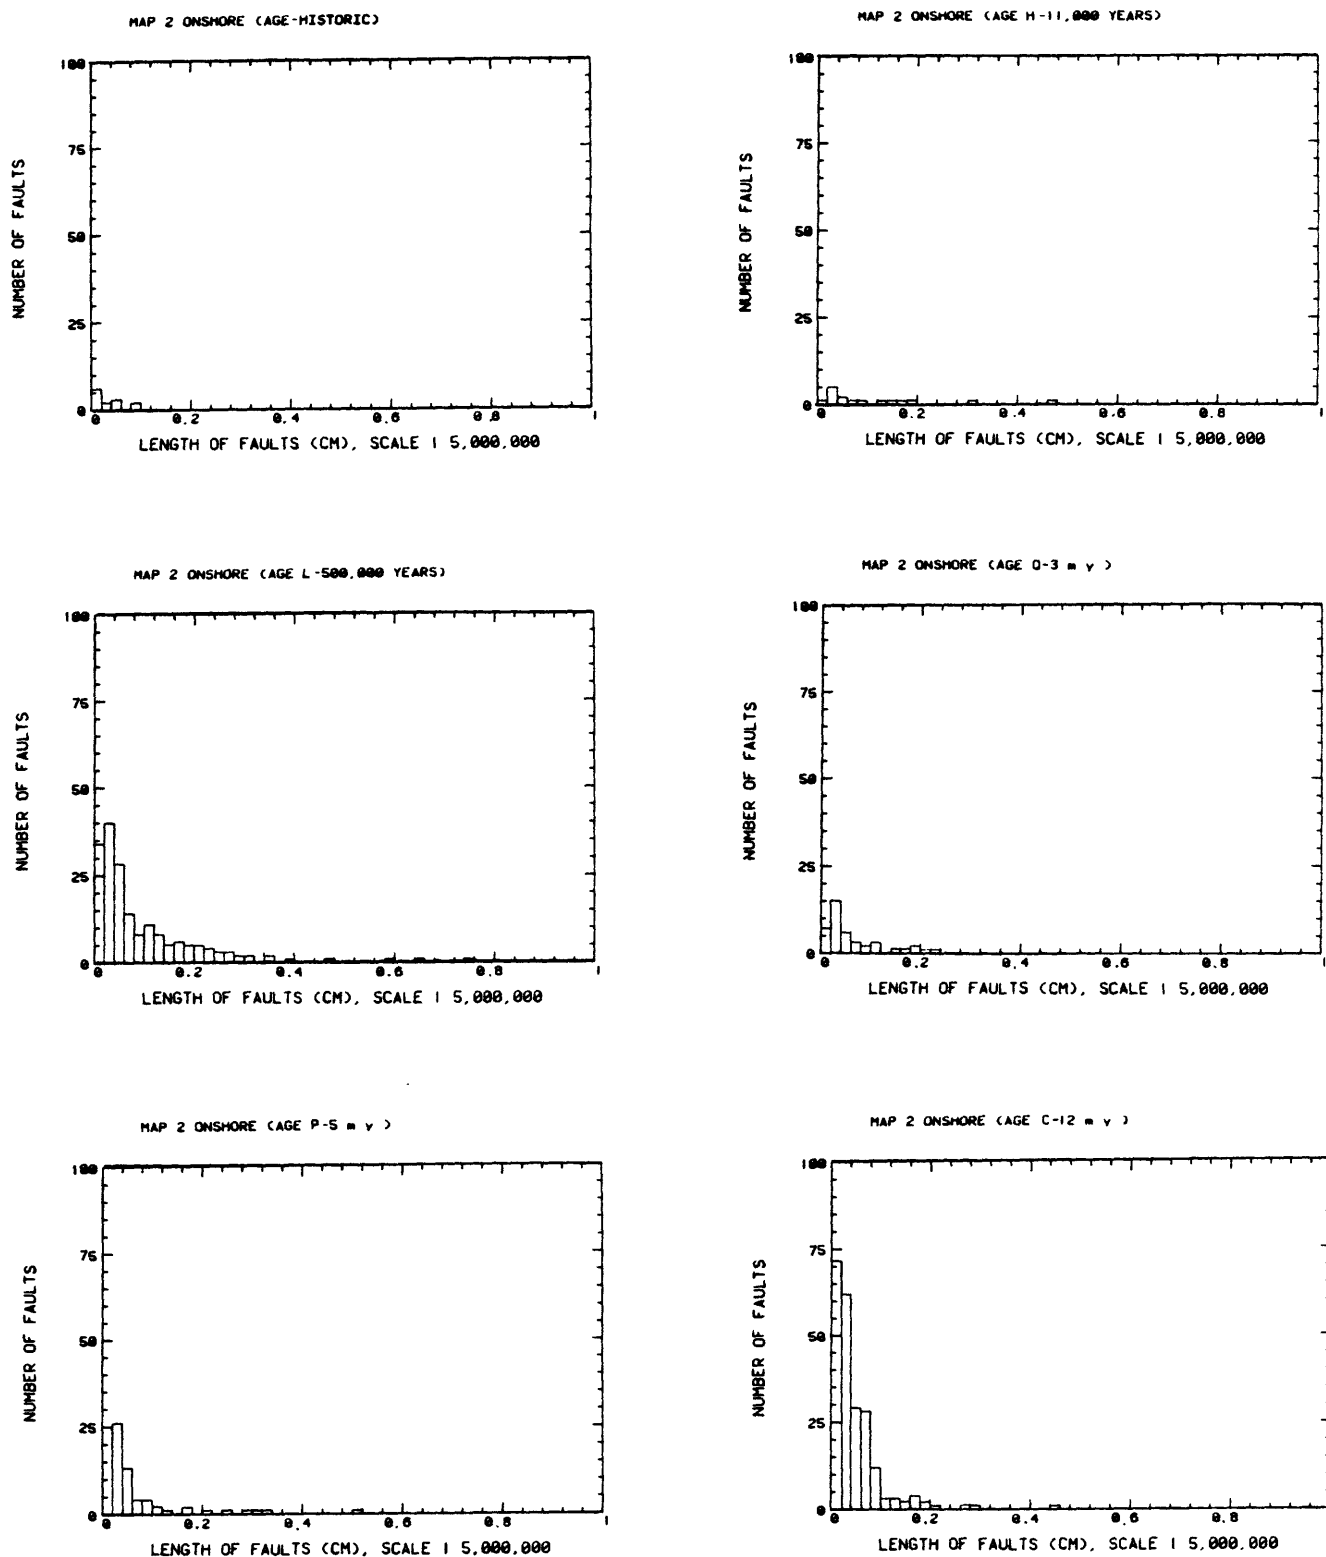 MAP 2 ONSHORE (AGE-HISTORIC)
100
75
50
25
0
NUMBER OF FAULTS
0 0.2 0.4 0.6 0.8 1
LENGTH OF FAULTS (CM), SCALE 1 5,000,000
MAP 2 ONSHORE (AGE H-11,000 YEARS)
100
75
50
25
0
NUMBER OF FAULTS
0 0.2 0.4 0.6 0.8 1
LENGTH OF FAULTS (CM), SCALE 1 5,000,000
MAP 2 ONSHORE (AGE L-500,000 YEARS)
100
75
50
25
0
NUMBER OF FAULTS
0 0.2 0.4 0.6 0.8 1
LENGTH OF FAULTS (CM), SCALE 1 5,000,000
MAP 2 ONSHORE (AGE Q-3 m y )
100
75
50
25
0
NUMBER OF FAULTS
0 0.2 0.4 0.6 0.8 1
LENGTH OF FAULTS (CM), SCALE 1 5,000,000
MAP 2 ONSHORE (AGE P-5 m y )
100
75
50
25
0
NUMBER OF FAULTS
0 0.2 0.4 0.6 0.8 1
LENGTH OF FAULTS (CM), SCALE 1 5,000,000
MAP 2 ONSHORE (AGE C-12 m y )
100
75
50
25
0
NUMBER OF FAULTS
0 0.2 0.4 0.6 0.8
LENGTH OF FAULTS (CM), SCALE 1 5,000,000